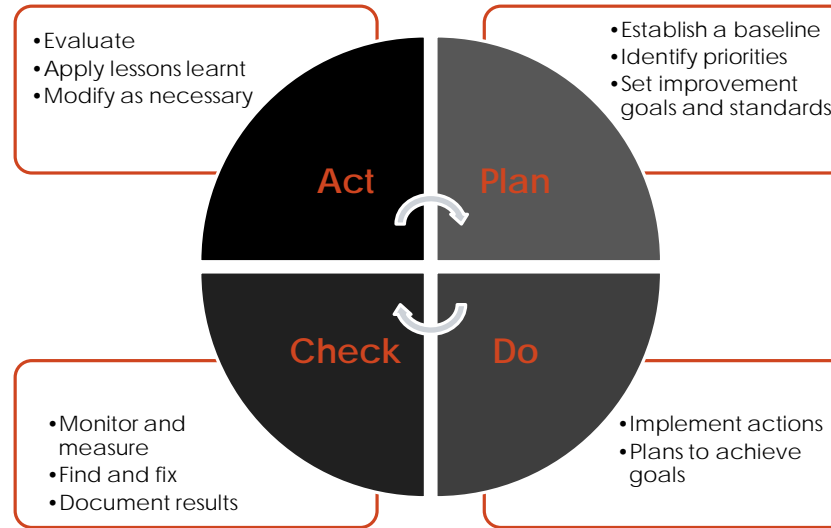 •Evaluate
•Apply lessons learnt
•Modify as necessary
•Establish a baseline
•Identify priorities
•Set improvement
goals and standards
Act
Plan
Check
Do
•Monitor and
measure
•Find and fix
•Document results
•Implement actions
•Plans to achieve
goals